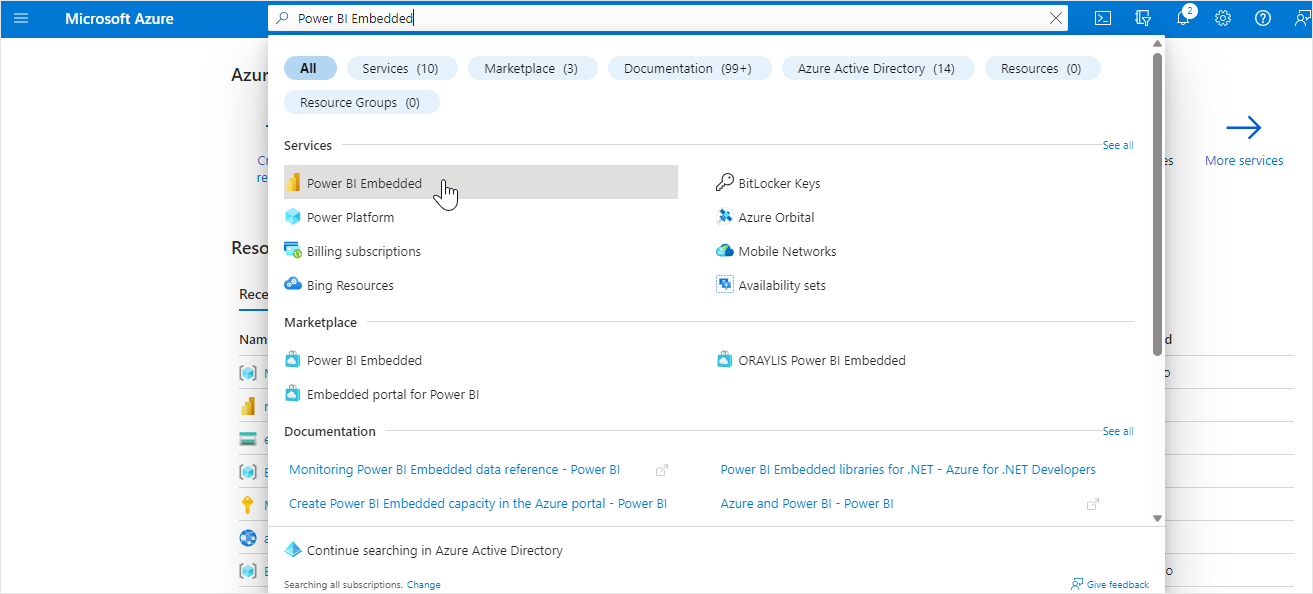 Microsoft Azure
Power BI Embedded
2
Azur
All
Services (10)
Marketplace (3)
Documentation (99+)
Azure Active Directory (14)
Resources (0)
Resource Groups (0)
Services
See all
Cr
re
es
More services
Power BI Embedded
BitLocker Keys
Power Platform
Azure Orbital
Reso
Billing subscriptions
Mobile Networks
Bing Resources
Availability sets
Rece
Marketplace
Nam
d
Power BI Embedded
ORAYLIS Power BI Embedded
o
Embedded portal for Power BI
Documentation
See all
Monitoring Power BI Embedded data reference - Power BI
Power BI Embedded libraries for .NET - Azure for .NET Developers
Create Power BI Embedded capacity in the Azure portal - Power BI
Azure and Power BI - Power BI
Continue searching in Azure Active Directory
o
Searching all subscriptions. Change
Give feedback